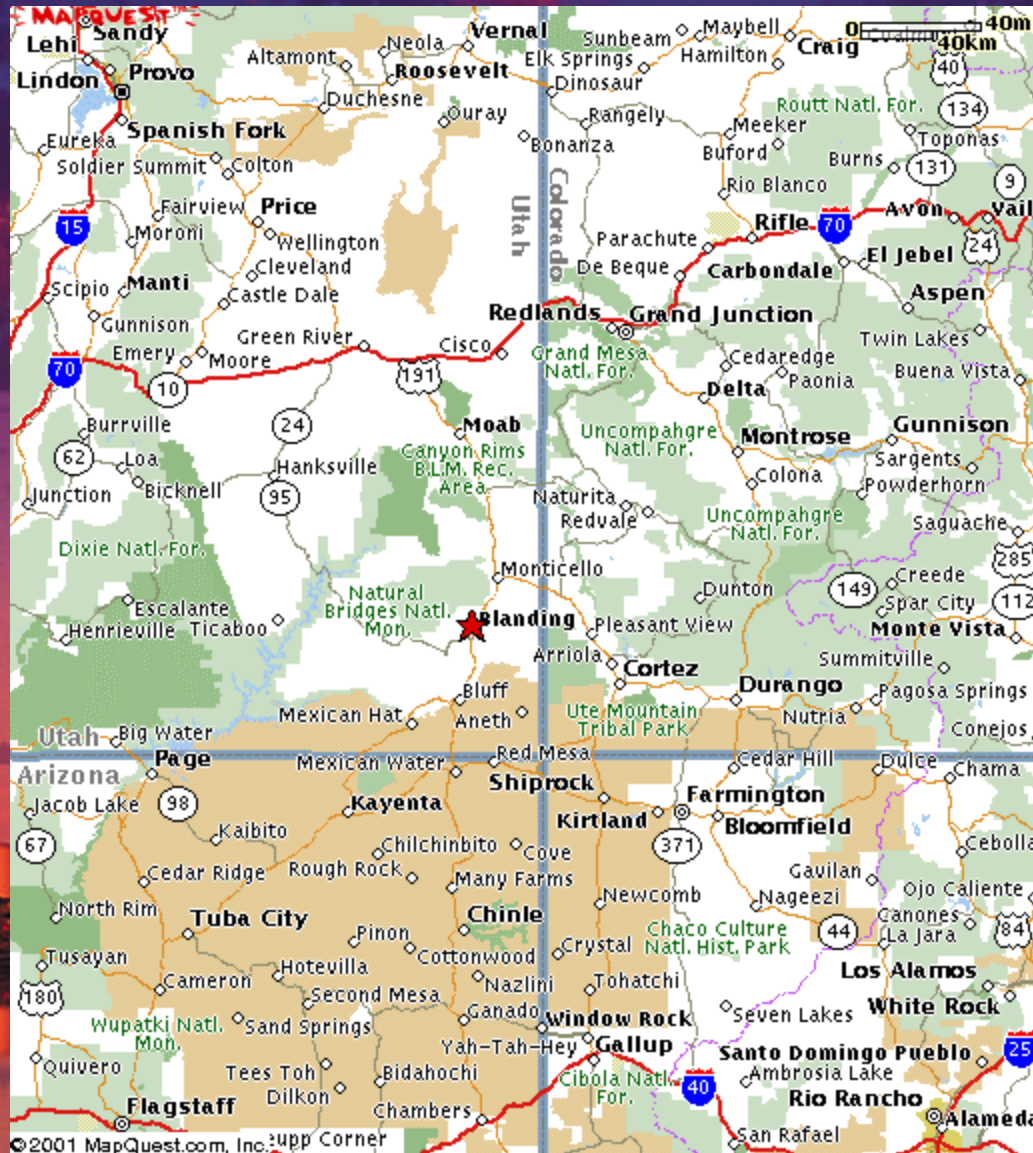 MAPQUEST
Sandy
Lehi
Lindon
Provo
Spanish Fork
Eureka
Soldier Summit
Colton
Altamont
Neola
Vernal
Roosevelt
Duchesne
Ouray
Bonanza
Sunbeam
Maybell
Elk Springs
Hamilton
Craig
0
40m
40km
Dinosaur
Rangely
40
Routt Natl. For.
134
Meeker
Buford
Toponas
Burns
131
9
Rio Blanco
Utah
Colorado
15
Fairview
Moroni
Price
Wellington
Cleveland
Castle Dale
Scipio
Manti
Gunnison
Parachute
Rifle
70
Avon
Vail
24
De Beque
Carbondale
El Jebel
Aspen
Redlands
Grand Junction
Twin Lakes
Green River
Cisco
Emery
Moore
70
10
191
Grand Mesa
Natl. For.
Cedaredge
Paonia
Buena Vista
Delta
Burrville
24
Moab
Canyon Rims
B.L.M. Rec.
Area
Uncompahgre
Natl. For.
Montrose
Gunnison
Sargents
62
Loa
Bicknell
Hanksville
95
Junction
Colona
Powderhorn
Naturita
Redvale
Uncompahgre
Natl. For.
Saguache
285
Dixie Natl. For.
Monticello
Natural
Bridges Natl.
Mon.
Dunton
149
Creede
Spar City
112
Escalante
Henrieville
Ticaboo
Blanding
Pleasant View
Monte Vista
Arriola
Cortez
Summitville
Bluff
Durango
Pagosa Springs
Mexican Hat
Aneth
Ute Mountain
Tribal Park
Nutria
Conejos
Utah
Arizona
Big Water
Page
Mexican Water
Red Mesa
Cedar Hill
Dulce
Chama
Shiprock
Jacob Lake
98
Kayenta
Farmington
Kirtland
Bloomfield
67
Kaibito
Chilchinbito
Cove
371
Cebolla
Cedar Ridge
Rough Rock
Many Farms
Gavilan
Newcomb
Nageezi
Ojo Caliente
North Rim
Tuba City
Chinle
Chaco Culture
Natl. Hist. Park
44
Canones
84
La Jara
Pinon
Cottonwood
Crystal
Tusayan
Hoteville
Nazlini
Tohatchi
Los Alamos
180
Cameron
Second Mesa
White Rock
Wupatki Natl.
Mon.
Sand Springs
Ganado
Window Rock
Seven Lakes
Yah-Tah-Hey
Gallup
Santo Domingo Pueblo
25
Quivero
Tees Toh
Bidahochi
Cibola Natl.
For.
40
Ambrosia Lake
Dilkon
Rio Rancho
Flagstaff
Chambers
Alameda
San Rafael
©2001 MapQuest.com, Inc.
upp Corner